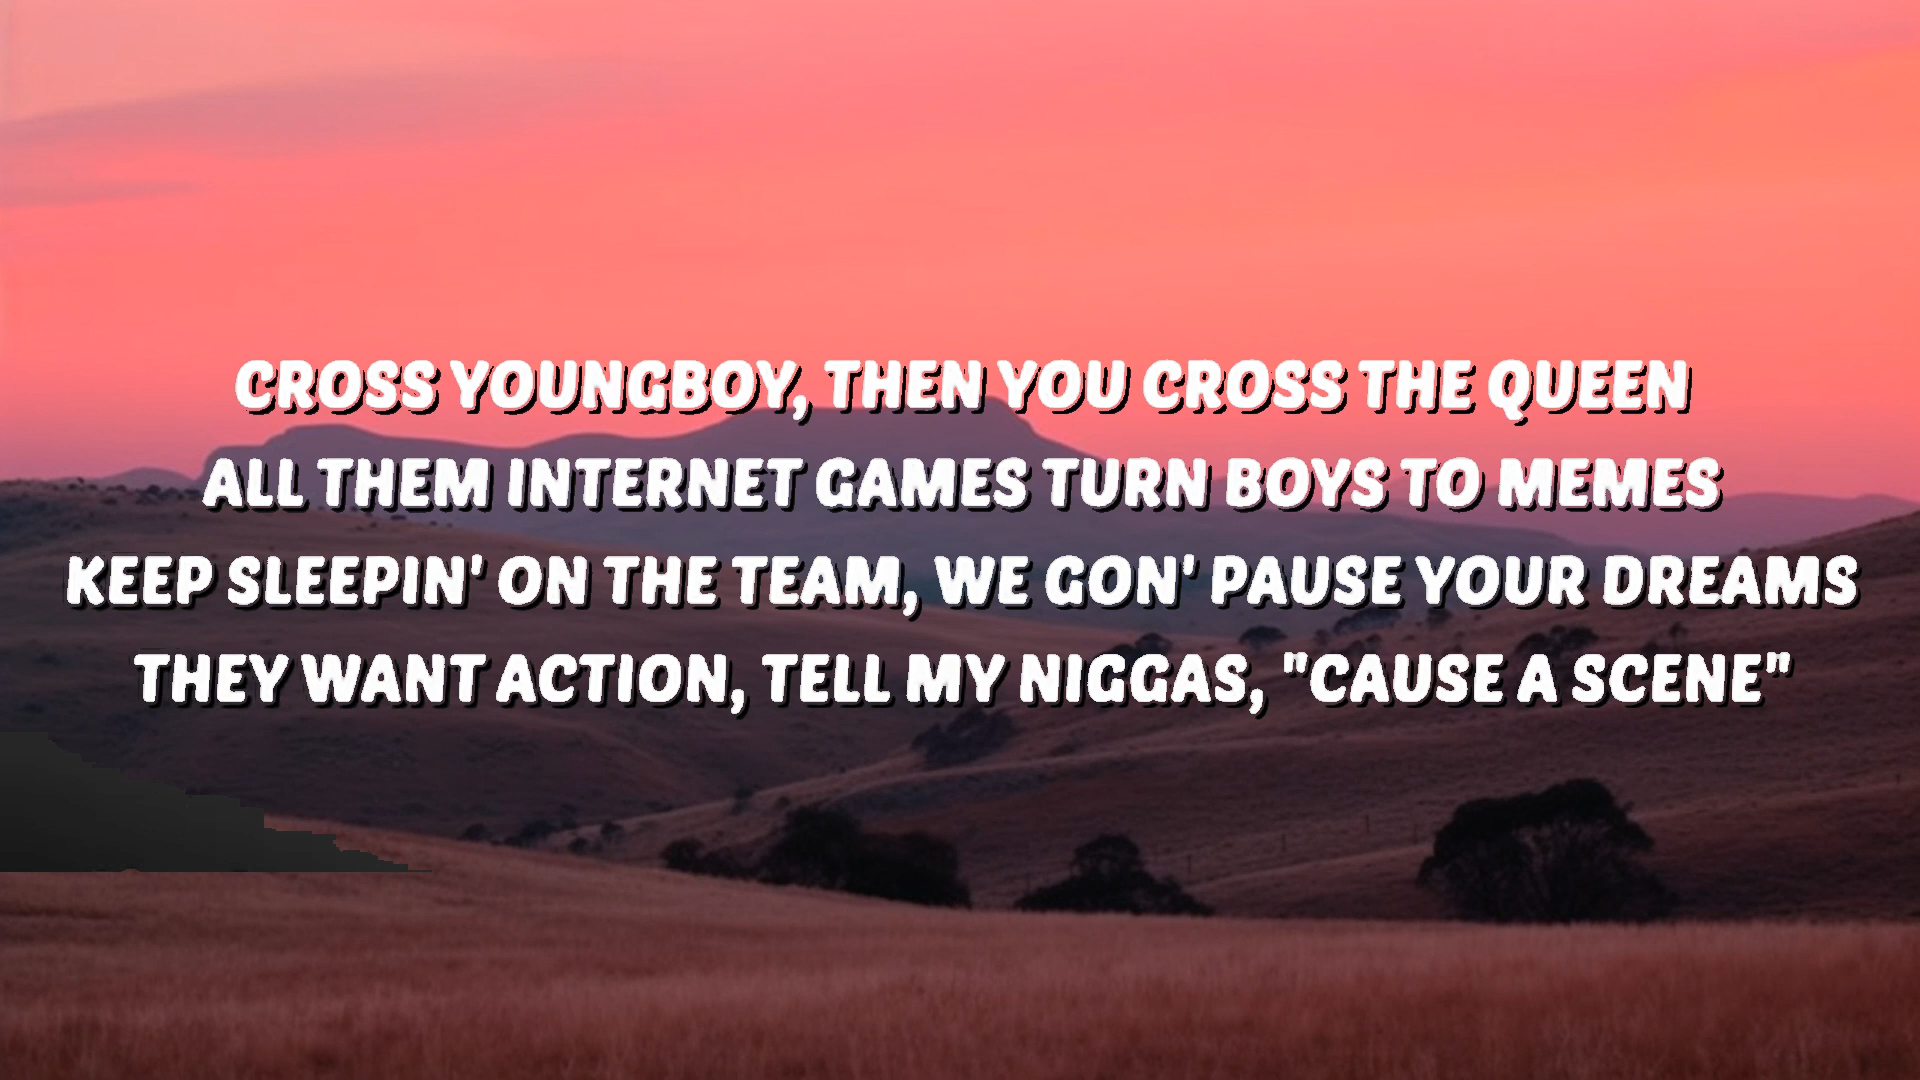 CROSS YOUNGBOY, THEN YOU CROSS THE QUEEN
ALL THEM INTERNET GAMES TURN BOYS TO MEMES
KEEP SLEEPIN' ON THE TEAM, WE GON' PAUSE YOUR DREAMS
THEY WANT ACTION, TELL MY NIGGAS, "CAUSE A SCENE"